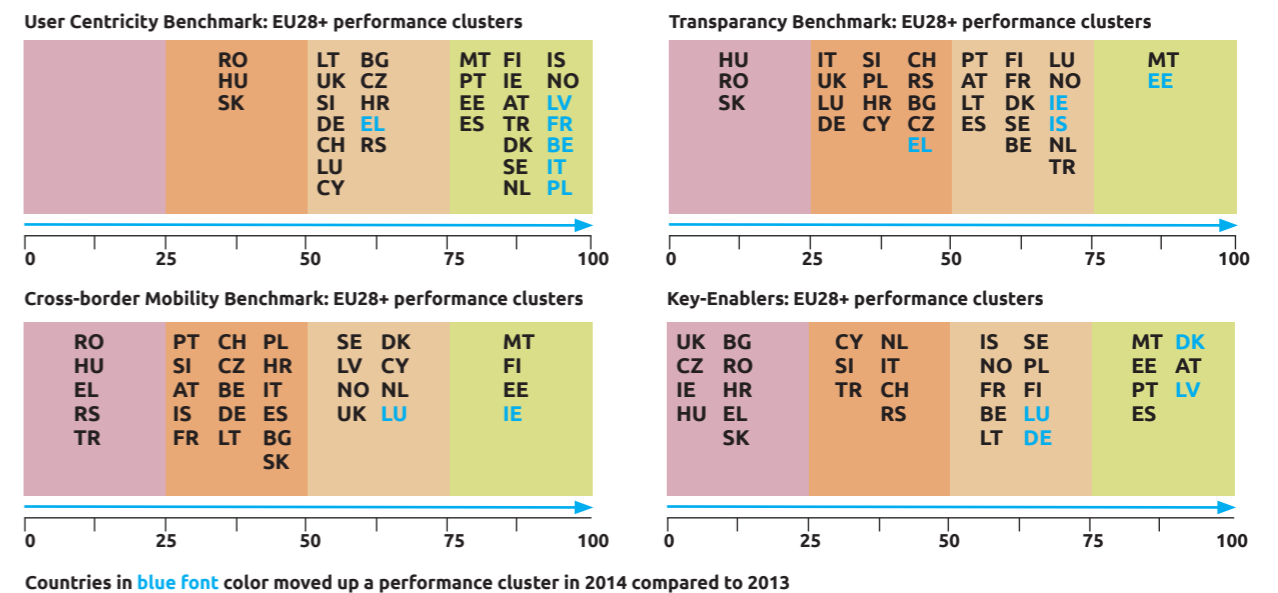 User Centricity Benchmark: EU28+ performance clusters
RO
HU
SK
LT BG
UK CZ
SI HR
DE EL
CH RS
LU
CY
MT FI IS
PT IE NO
EE AT LV
ES TR FR
DK BE
SE IT
NL PL
0 25 50 75 100
Transparancy Benchmark: EU28+ performance clusters
HU
RO
SK
IT SI CH
UK PL RS
LU HR BG
DE CY CZ
EL
PT FI LU
AT FR NO
LT DK IE
ES SE IS
BE NL
TR
MT
EE
0 25 50 75 100
Cross-border Mobility Benchmark: EU28+ performance clusters
RO
HU
EL
RS
TR
PT CH PL
SI CZ HR
AT BE IT
IS DE ES
FR LT BG
SK
SE DK
LV CY
NO NL
UK LU
MT
FI
EE
IE
0 25 50 75 100
Key-Enablers: EU28+ performance clusters
UK BG
CZ RO
IE HR
HU EL
SK
CY NL
SI IT
TR CH
RS
IS SE
NO PL
FR FI
BE LU
LT DE
MT DK
EE AT
PT LV
ES
0 25 50 75 100
Countries in blue font color moved up a performance cluster in 2014 compared to 2013